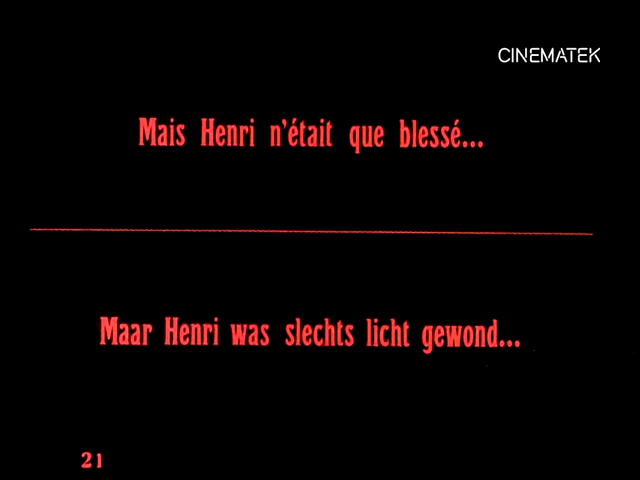 CINEMATEK
Mais Henri n'était que blessé...
Maar Henri was slechts licht gewond...
21